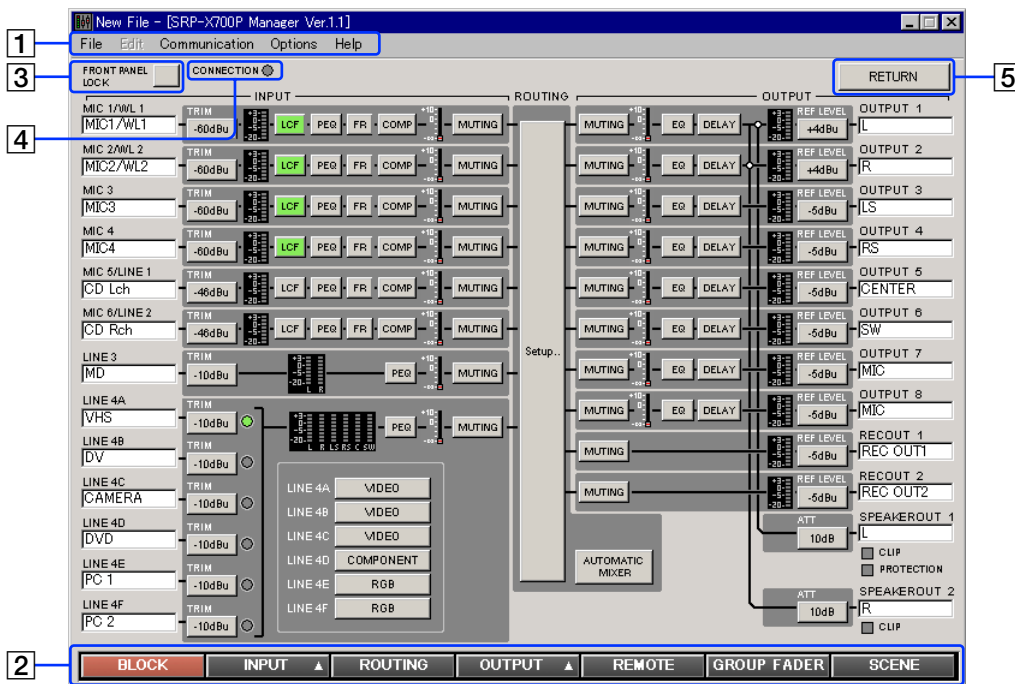 New File - [SRP-X700P Manager Ver.1.1]
1
File Edit Communication Options Help
3
FRONT PANEL LOCK
CONNECTION
RETURN
5
4
INPUT
ROUTING
OUTPUT
MIC 1/WL 1
MIC1/WL1
TRIM
-60dBu
LCF PEQ FR COMP MUTING
MUTING EQ DELAY
REF LEVEL
+4dBu
OUTPUT 1
L
MIC 2/WL 2
MIC2/WL2
TRIM
-60dBu
LCF PEQ FR COMP MUTING
MUTING EQ DELAY
REF LEVEL
+4dBu
OUTPUT 2
R
MIC 3
MIC3
TRIM
-60dBu
LCF PEQ FR COMP MUTING
MUTING EQ DELAY
REF LEVEL
-5dBu
OUTPUT 3
LS
MIC 4
MIC4
TRIM
-60dBu
LCF PEQ FR COMP MUTING
MUTING EQ DELAY
REF LEVEL
-5dBu
OUTPUT 4
RS
MIC 5/LINE 1
CD Lch
TRIM
-46dBu
LCF PEQ FR COMP MUTING
MUTING EQ DELAY
REF LEVEL
-5dBu
OUTPUT 5
CENTER
MIC 6/LINE 2
CD Rch
TRIM
-46dBu
LCF PEQ FR COMP MUTING
Setup..
MUTING EQ DELAY
REF LEVEL
-5dBu
OUTPUT 6
SW
LINE 3
MD
TRIM
-10dBu
L R
PEQ MUTING
MUTING EQ DELAY
REF LEVEL
-5dBu
OUTPUT 7
MIC
LINE 4A
VHS
TRIM
-10dBu
L R LS RS C SW
PEQ MUTING
MUTING EQ DELAY
REF LEVEL
-5dBu
OUTPUT 8
MIC
LINE 4B
DV
TRIM
-10dBu
MUTING
REF LEVEL
-5dBu
RECOUT 1
REC OUT1
LINE 4C
CAMERA
TRIM
-10dBu
MUTING
REF LEVEL
-5dBu
RECOUT 2
REC OUT2
LINE 4D
DVD
TRIM
-10dBu
LINE 4E
PC 1
TRIM
-10dBu
LINE 4F
PC 2
TRIM
-10dBu
LINE 4A VIDEO
LINE 4B VIDEO
LINE 4C VIDEO
LINE 4D COMPONENT
LINE 4E RGB
LINE 4F RGB
AUTOMATIC MIXER
ATT
10dB
SPEAKEROUT 1
L
CLIP
PROTECTION
ATT
10dB
SPEAKEROUT 2
R
CLIP
2
BLOCK INPUT ▲ ROUTING OUTPUT ▲ REMOTE GROUP FADER SCENE